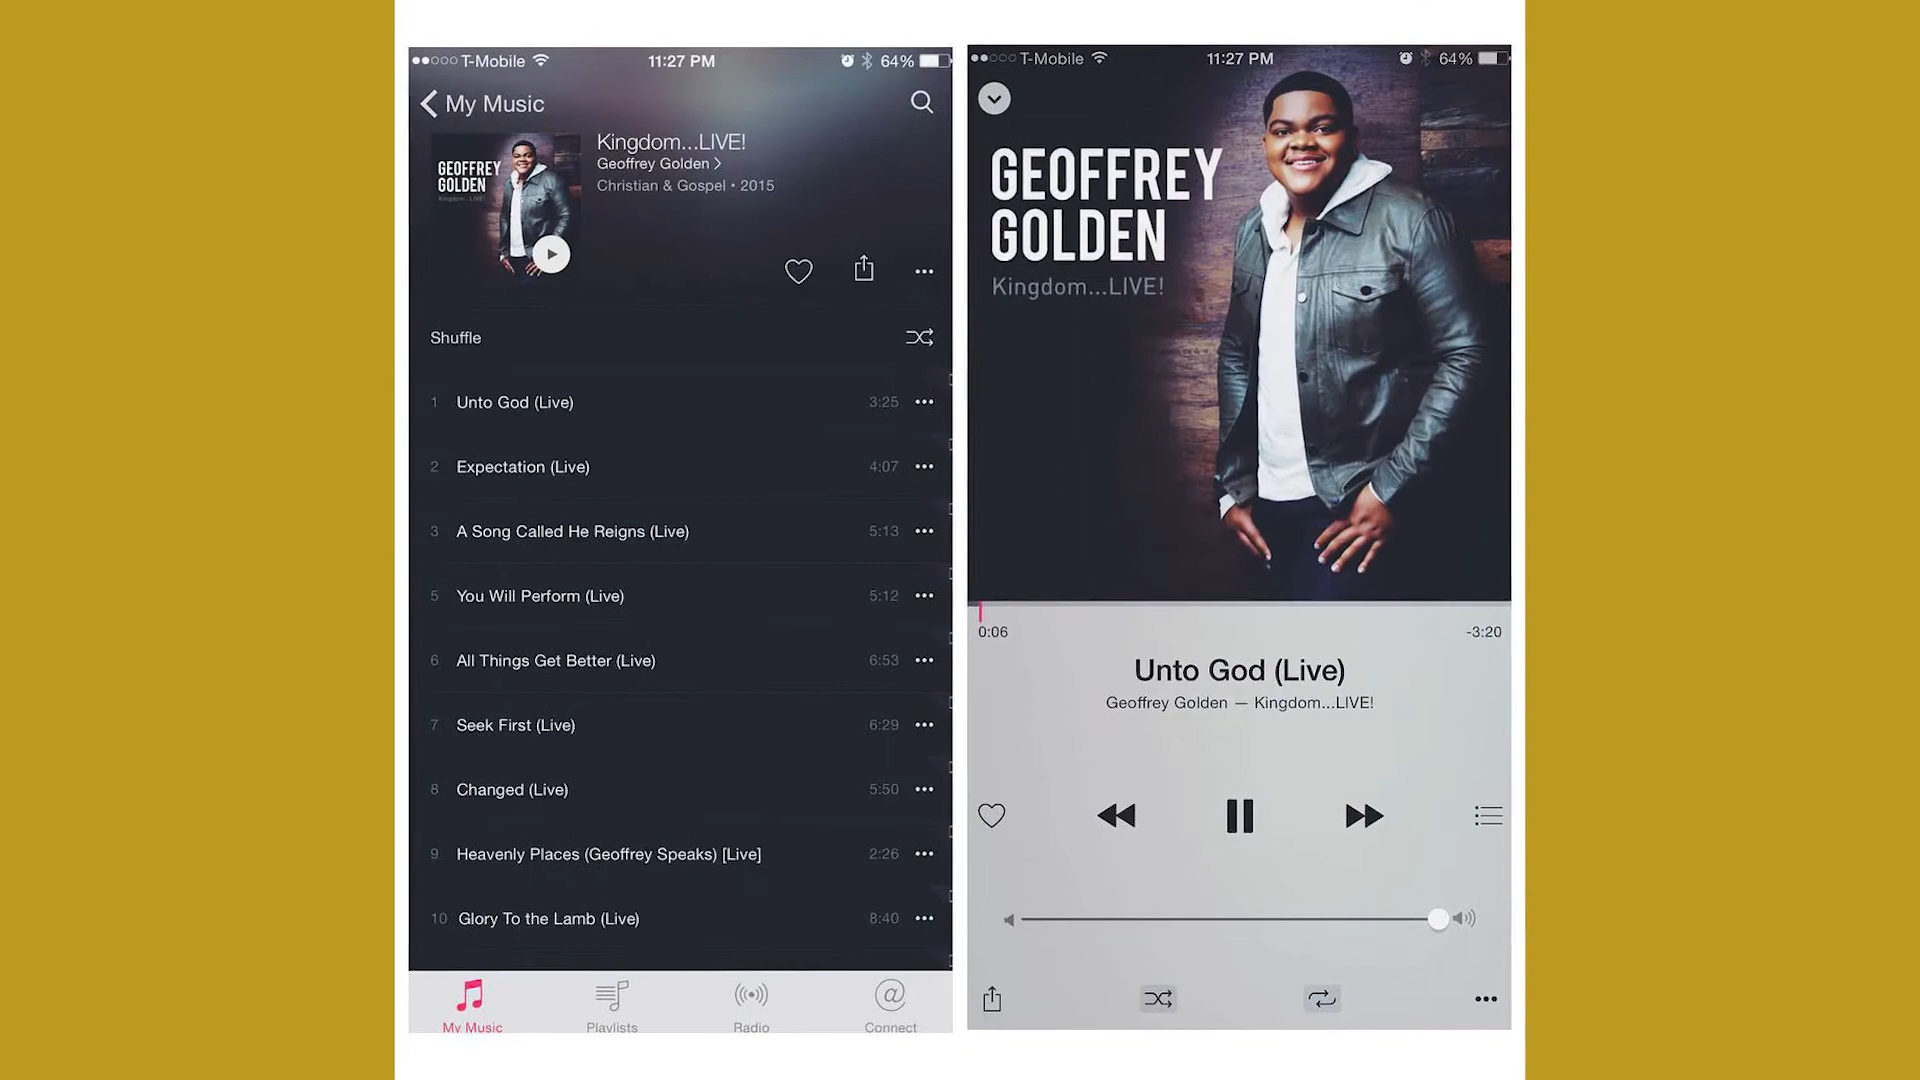 T-Mobile 11:27 PM 64%
My Music
GEOFFREY
GOLDEN
Kingdom...LIVE!
Kingdom...LIVE!
Geoffrey Golden
Christian & Gospel • 2015
Shuffle
1 Unto God (Live) 3:25
2 Expectation (Live) 4:07
3 A Song Called He Reigns (Live) 5:13
5 You Will Perform (Live) 5:12
6 All Things Get Better (Live) 6:53
7 Seek First (Live) 6:29
8 Changed (Live) 5:50
9 Heavenly Places (Geoffrey Speaks) [Live] 2:26
10 Glory To the Lamb (Live) 8:40
My Music Playlists Radio Connect
T-Mobile 11:27 PM 64%
GEOFFREY
GOLDEN
Kingdom...LIVE!
0:06 -3:20
Unto God (Live)
Geoffrey Golden — Kingdom...LIVE!